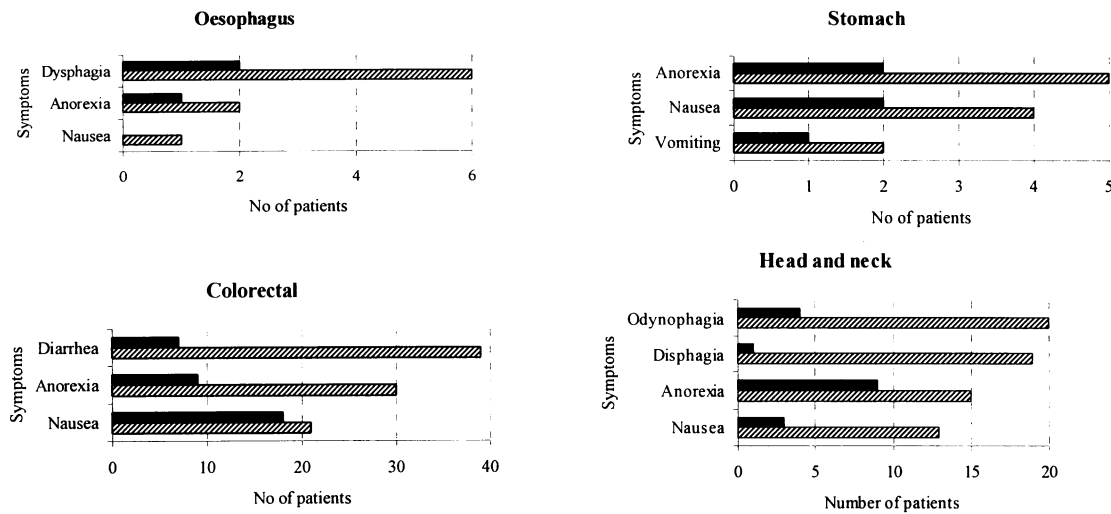 Oesophagus
Symptoms
Dysphagia
Anorexia
Nausea
0 2 4 6
No of patients
Stomach
Symptoms
Anorexia
Nausea
Vomiting
0 1 2 3 4 5
No of patients
Colorectal
Symptoms
Diarrhea
Anorexia
Nausea
0 10 20 30 40
No of patients
Head and neck
Symptoms
Odynophagia
Disphagia
Anorexia
Nausea
0 5 10 15 20
Number of patients